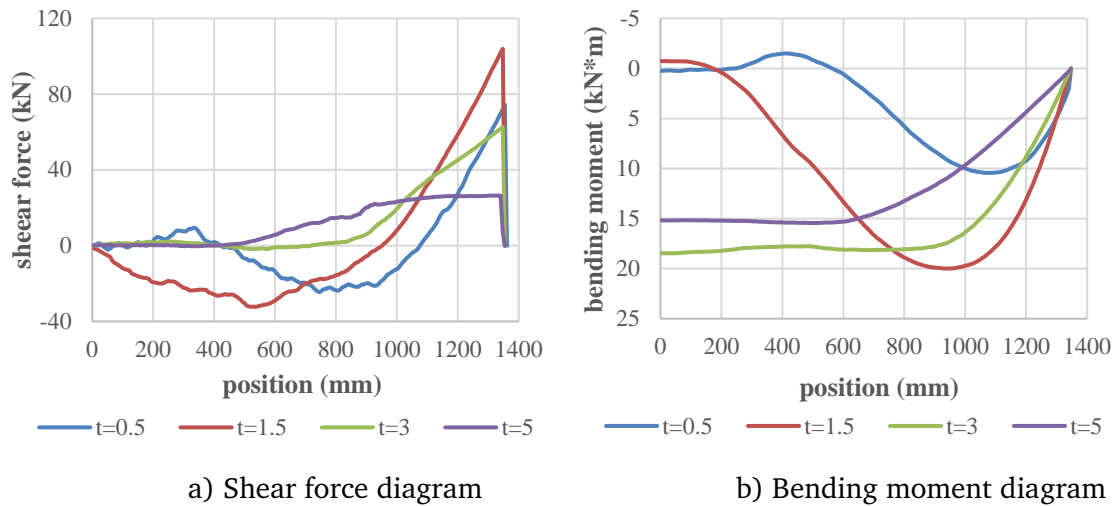 120
80
40
0
-40
sheear force (kN)
0 200 400 600 800 1000 1200 1400
position (mm)
t=0.5 t=1.5 t=3 t=5
a) Shear force diagram
-5
0
5
10
15
20
25
bending moment (kN*m)
0 200 400 600 800 1000 1200 1400
position (mm)
t=0.5 t=1.5 t=3 t=5
b) Bending moment diagram